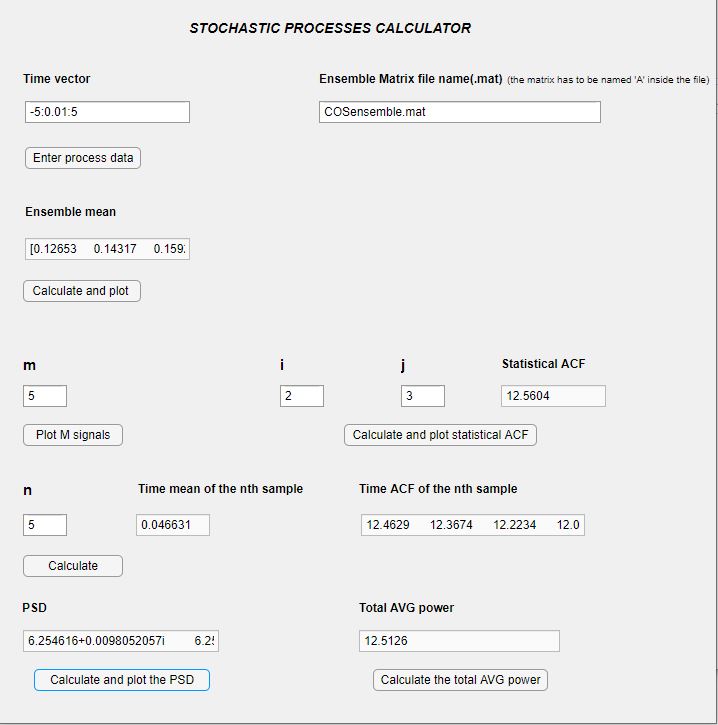 STOCHASTIC PROCESSES CALCULATOR
Time vector
Ensemble Matrix file name(.mat) (the matrix has to be named 'A' inside the file)
-5:0.01:5
COSensemble.mat
Enter process data
Ensemble mean
[0.12653 0.14317 0.159
Calculate and plot
m i j Statistical ACF
5 2 3 12.5604
Plot M signals
Calculate and plot statistical ACF
n Time mean of the nth sample Time ACF of the nth sample
5 0.046631 12.4629 12.3674 12.2234 12.0
Calculate
PSD Total AVG power
6.254616+0.0098052057i 6.2 12.5126
Calculate and plot the PSD Calculate the total AVG power